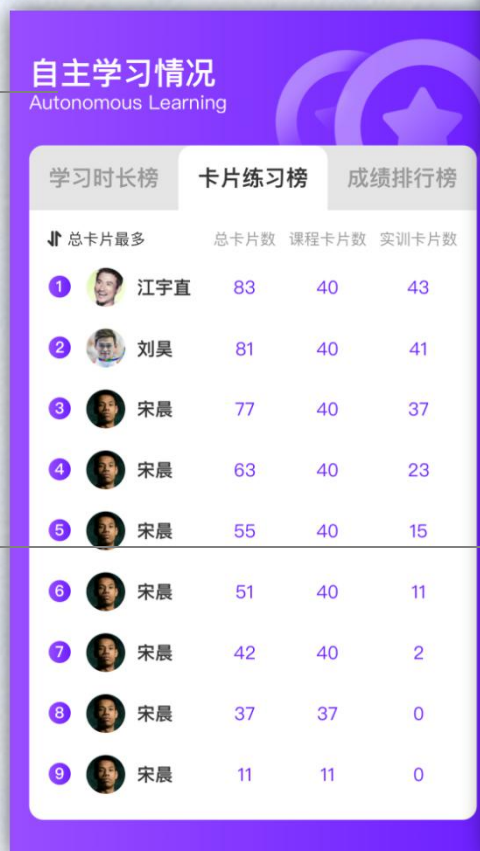 自主学习情况
Autonomous Learning
学习时长榜 卡片练习榜 成绩排行榜
总卡片最多 总卡片数 课程卡片数 实训卡片数
1 江宇直 83 40 43
2 刘昊 81 40 41
3 宋晨 77 40 37
4 宋晨 63 40 23
5 宋晨 55 40 15
6 宋晨 51 40 11
7 宋晨 42 40 2
8 宋晨 37 37 0
9 宋晨 11 11 0